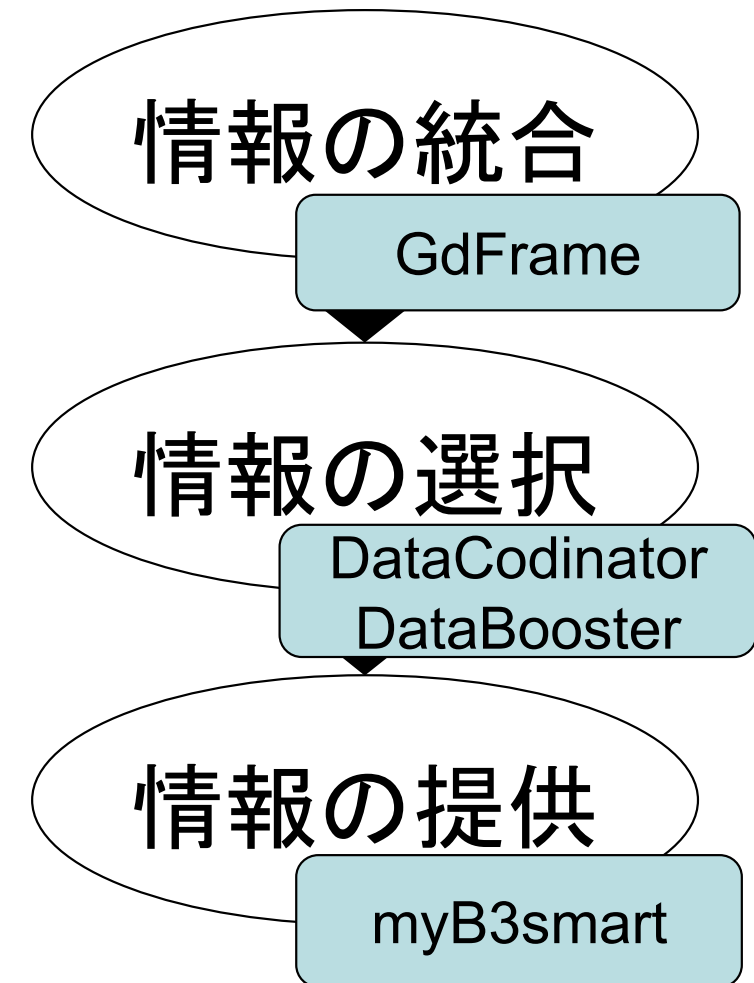 情報の統合
GdFrame
情報の選択
DataCodinator
DataBooster
情報の提供
myB3smart